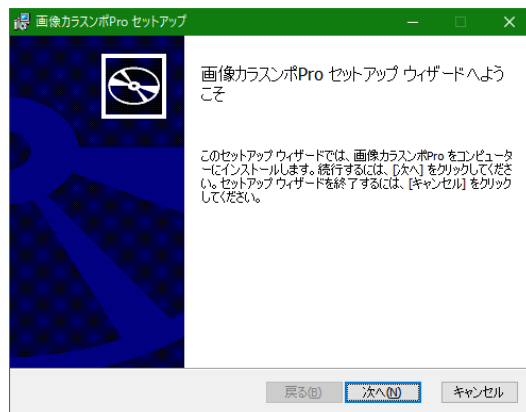 画像カラスンポPro セットアップ
画像カラスンポPro セットアップ ウィザードへよう
こそ
このセットアップ ウィザードでは、画像カラスンポPro をコンピュータ
ーにインストールします。続行するには、[次へ] をクリックしてくださ
い。セットアップ ウィザードを終了するには、[キャンセル] をクリック
してください。
戻る(B) 次へ(N) キャンセル